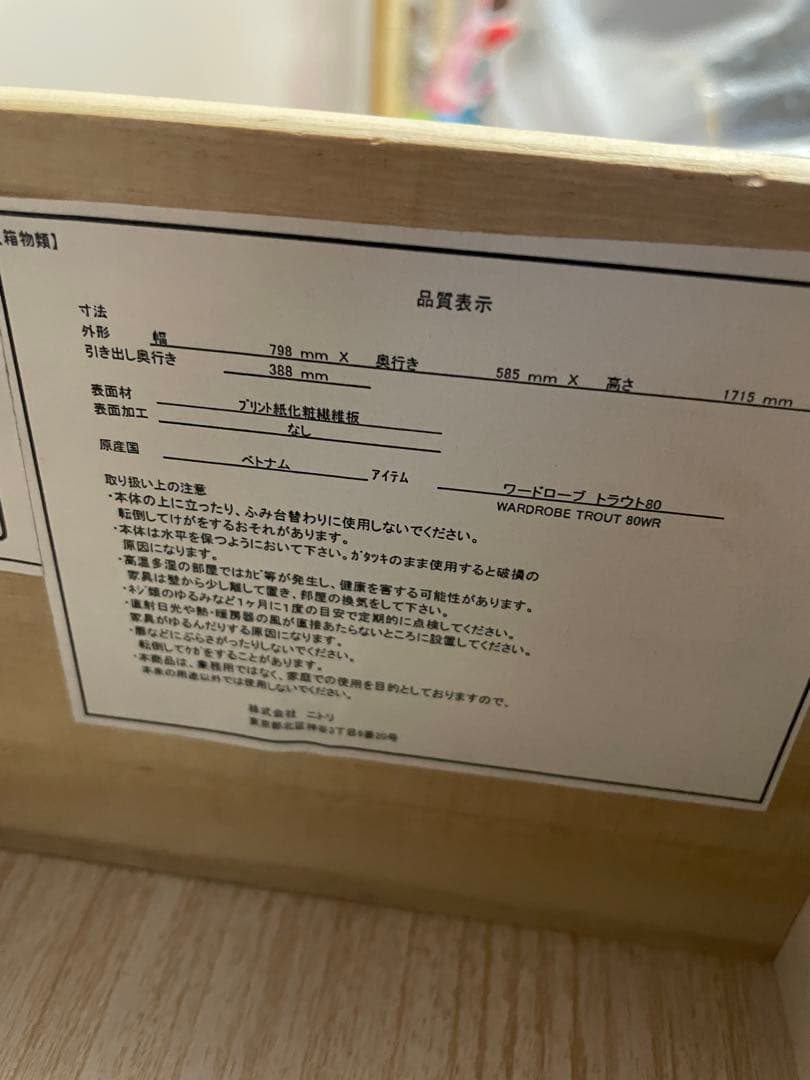 箱物類】
品質表示
寸法
外形 幅 798 mm X 奥行き 585 mm X 高さ 1715 mm
引き出し奥行き 388 mm
表面材 プリント紙化粧繊維板
表面加工 なし
原産国 ベトナム アイテム ワードローブ トラウト80
WARDROBE TROUT 80WR
取り扱い上の注意
・本体の上に立ったり、ふみ台替わりに使用しないでください。
転倒してけがをするおそれがあります。
・本体は水平を保つようにおいて下さい。ガタツキのまま使用すると破損の
原因になります。
・高温多湿の部屋ではカビ等が発生し、健康を害する可能性があります。
家具は壁から少し離して置き、部屋の換気をして下さい。
・ネジ類のゆるみなど1ヶ月に1度の目安で定期的に点検してください。
・直射日光や熱・暖房器の風が直接あたらないところに設置してください。
家具がゆるんだりする原因になります。
・扉などにぶらさがったりしないでください。
転倒してケガをすることがあります。
・本商品は、業務用ではなく、家庭での使用を目的としておりますので、
本来の用途以外では使用しないでください。
株式会社 ニトリ
東京都北区神谷3丁目6番20号